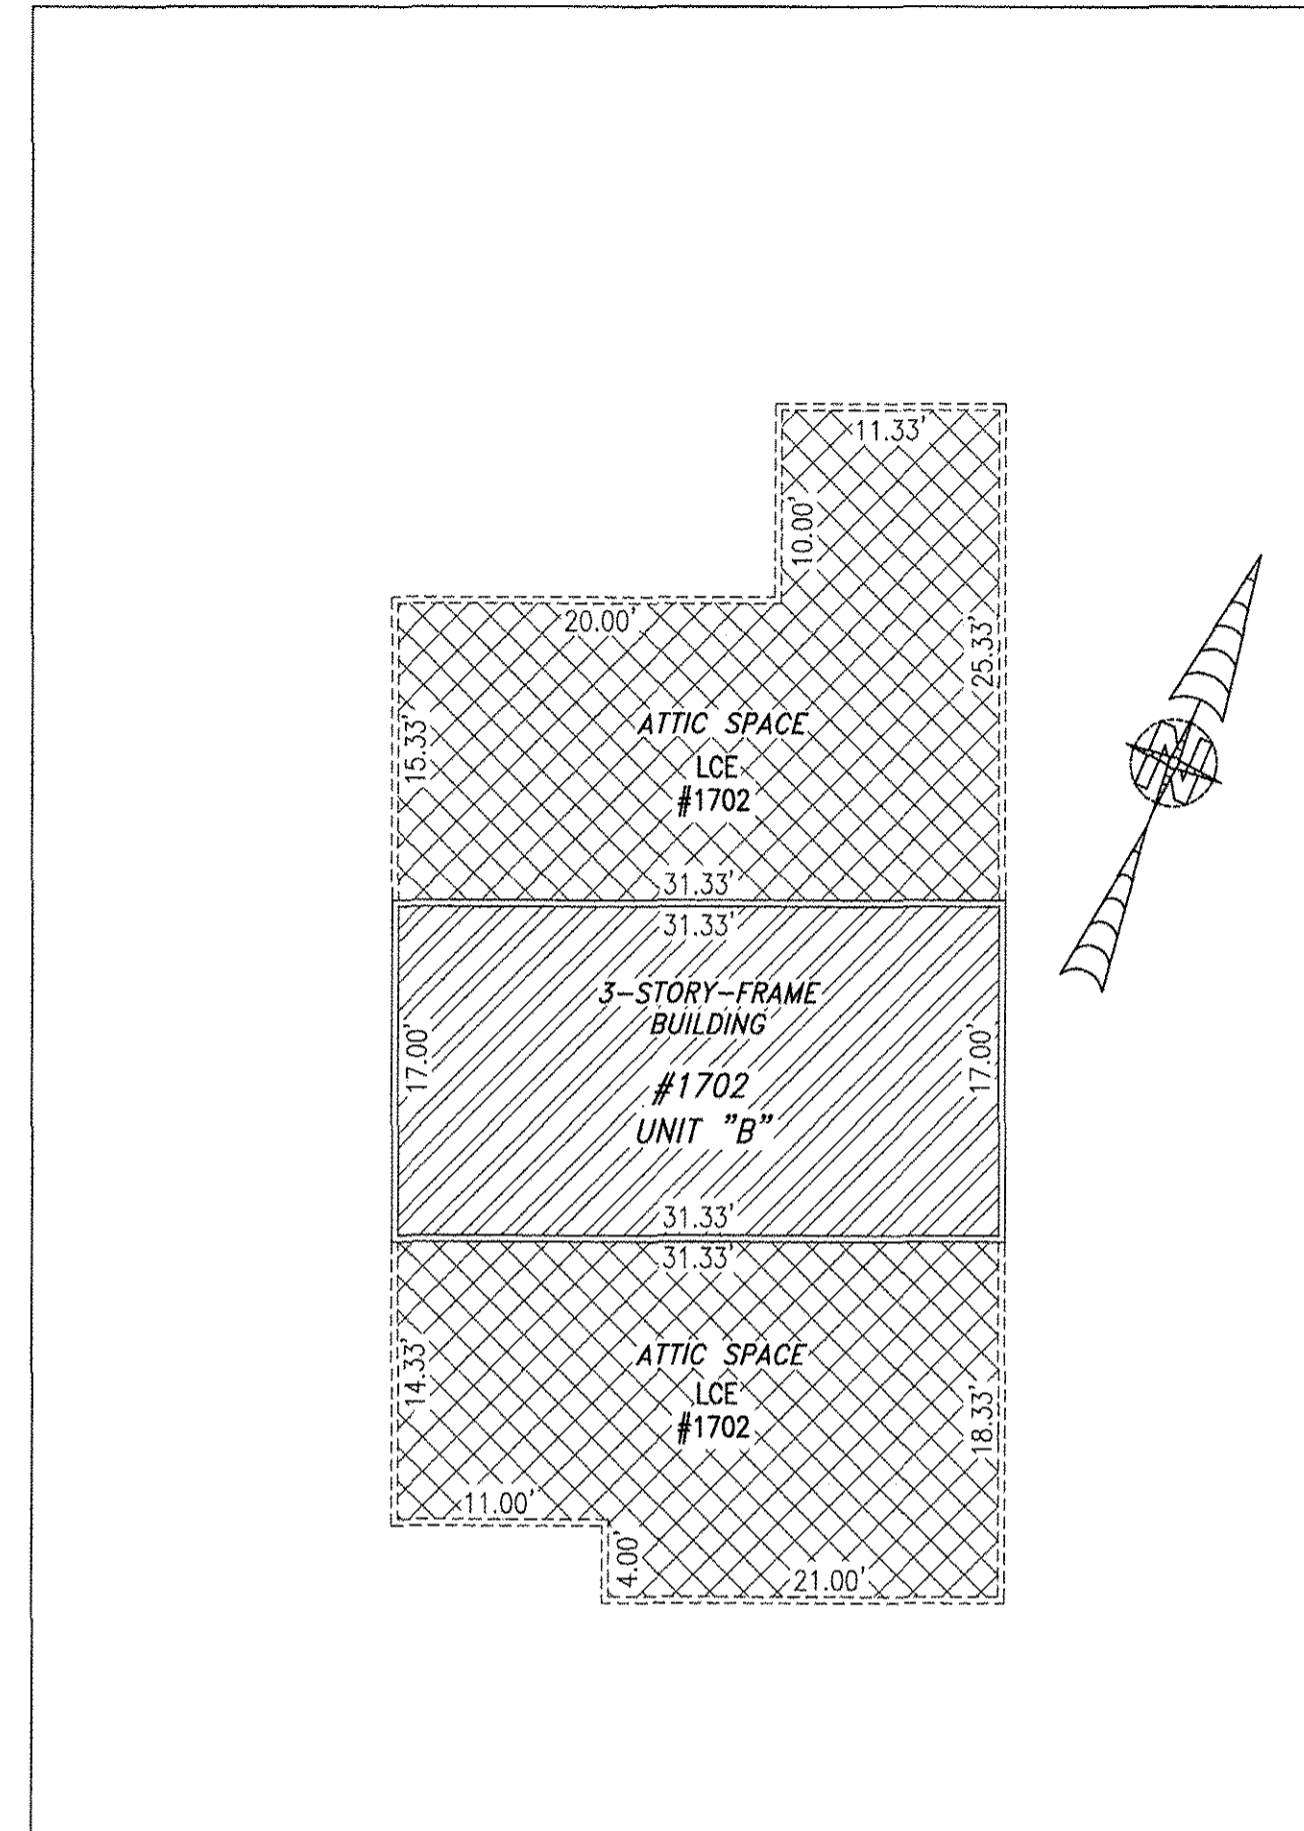 11.33'
10.00'
20.00'
25.33'
15.33'
ATTIC SPACE
LCE
#1702
31.33'
31.33'
3-STORY-FRAME
BUILDING
17.00'
17.00'
#1702
UNIT "B"
31.33'
31.33'
ATTIC SPACE
14.33'
LCE
#1702
18.33'
11.00'
4.00'
21.00'
N